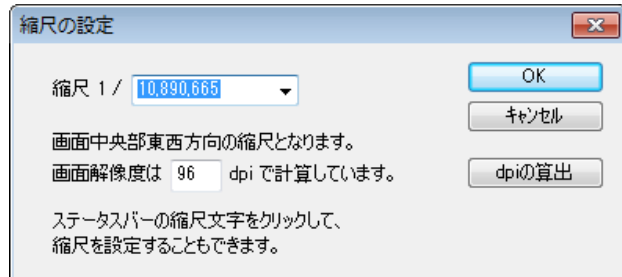 縮尺の設定
縮尺 1 / 10,890,665
OK
キャンセル
画面中央部東西方向の縮尺となります。
画面解像度は 96 dpi で計算しています。
dpiの算出
ステータスバーの縮尺文字をクリックして、
縮尺を設定することもできます。